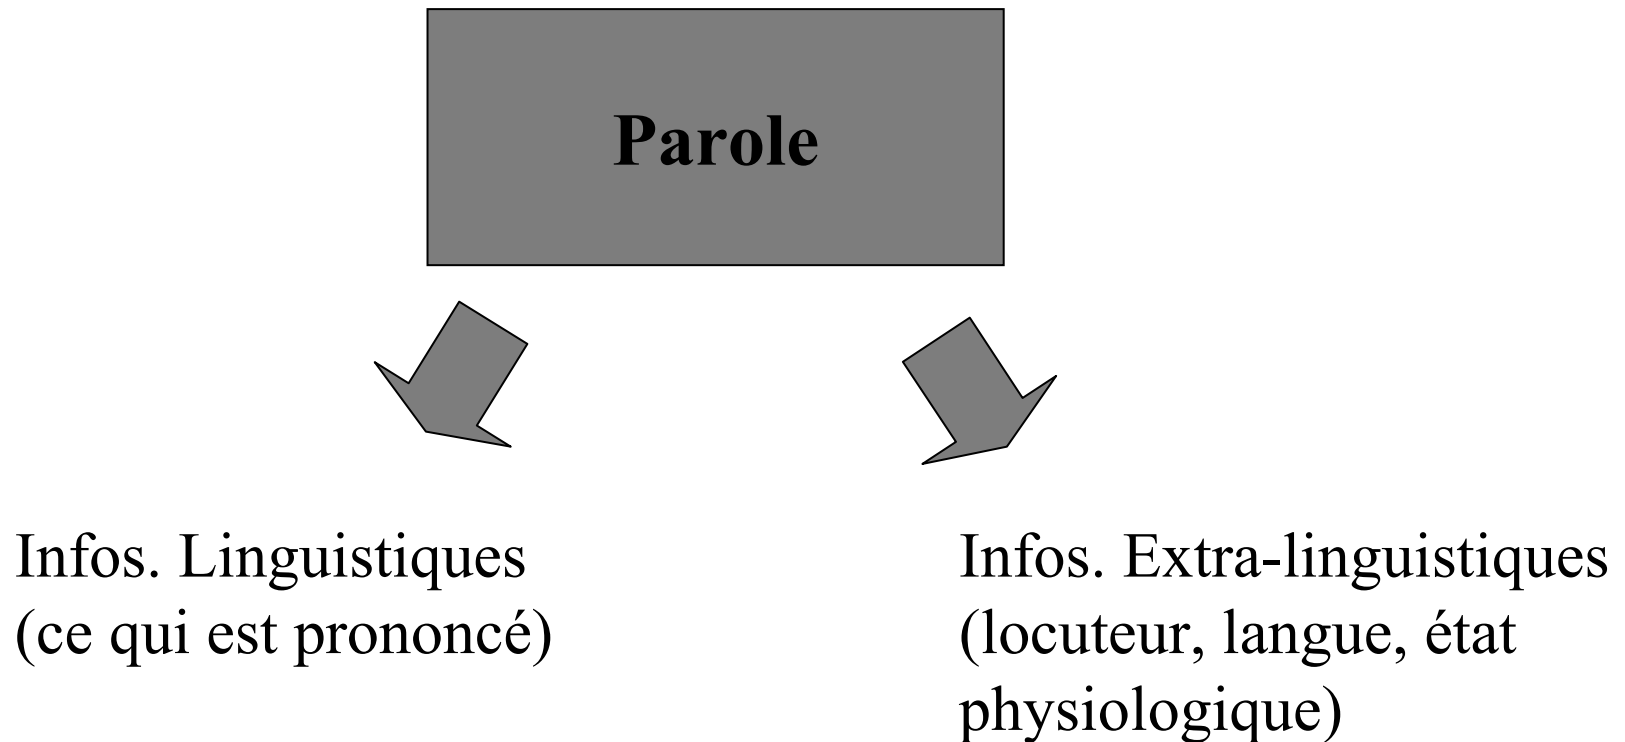 Parole
Infos. Linguistiques
(ce qui est prononcé)
Infos. Extra-linguistiques
(locuteur, langue, état
physiologique)